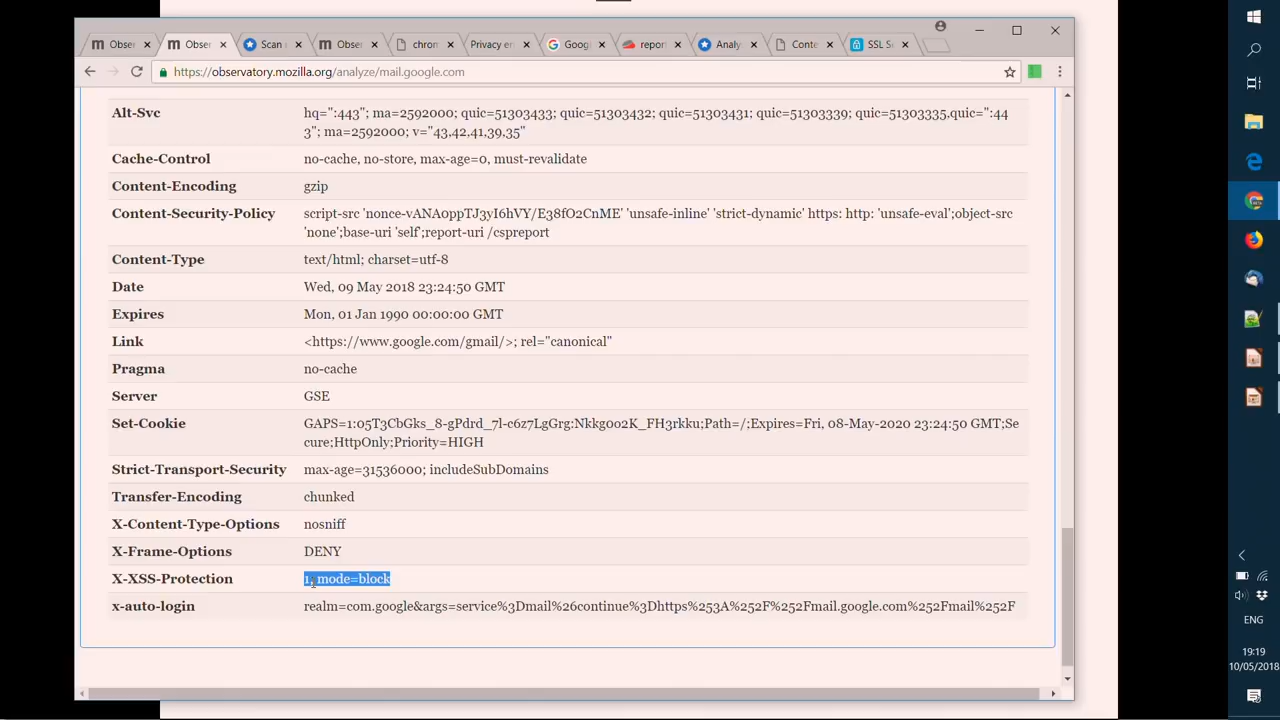 Obser
Obser
Scan r
Obser
chrom
Privacy en
Googl
report
Analy
Conte
SSL S
https://observatory.mozilla.org/analyze/mail.google.com
Alt-Svc hq=":443"; ma=2592000; quic=51303433; quic=51303432; quic=51303431; quic=51303339; quic=51303335,quic=":44
3"; ma=2592000; v="43,42,41,39,35"
Cache-Control no-cache, no-store, max-age=0, must-revalidate
Content-Encoding gzip
Content-Security-Policy script-src 'nonce-vANA0ppTJ3yI6hVY/E38fO2CnME' 'unsafe-inline' 'strict-dynamic' https: http: 'unsafe-eval';object-src
'none';base-uri 'self';report-uri /cspreport
Content-Type text/html; charset=utf-8
Date Wed, 09 May 2018 23:24:50 GMT
Expires Mon, 01 Jan 1990 00:00:00 GMT
Link <https://www.google.com/gmail/>; rel="canonical"
Pragma no-cache
Server GSE
Set-Cookie GAPS=1:05T3CbGks_8-gPdrd_7l-c6z7LgGrg:Nkkg0o2K_FH3rkku;Path=/;Expires=Fri, 08-May-2020 23:24:50 GMT;Se
cure;HttpOnly;Priority=HIGH
Strict-Transport-Security max-age=31536000; includeSubDomains
Transfer-Encoding chunked
X-Content-Type-Options nosniff
X-Frame-Options DENY
X-XSS-Protection 1; mode=block
x-auto-login realm=com.google&args=service%3Dmail%26continue%3Dhttps%253A%252F%252Fmail.google.com%252Fmail%252F
ENG
19:19
10/05/2018